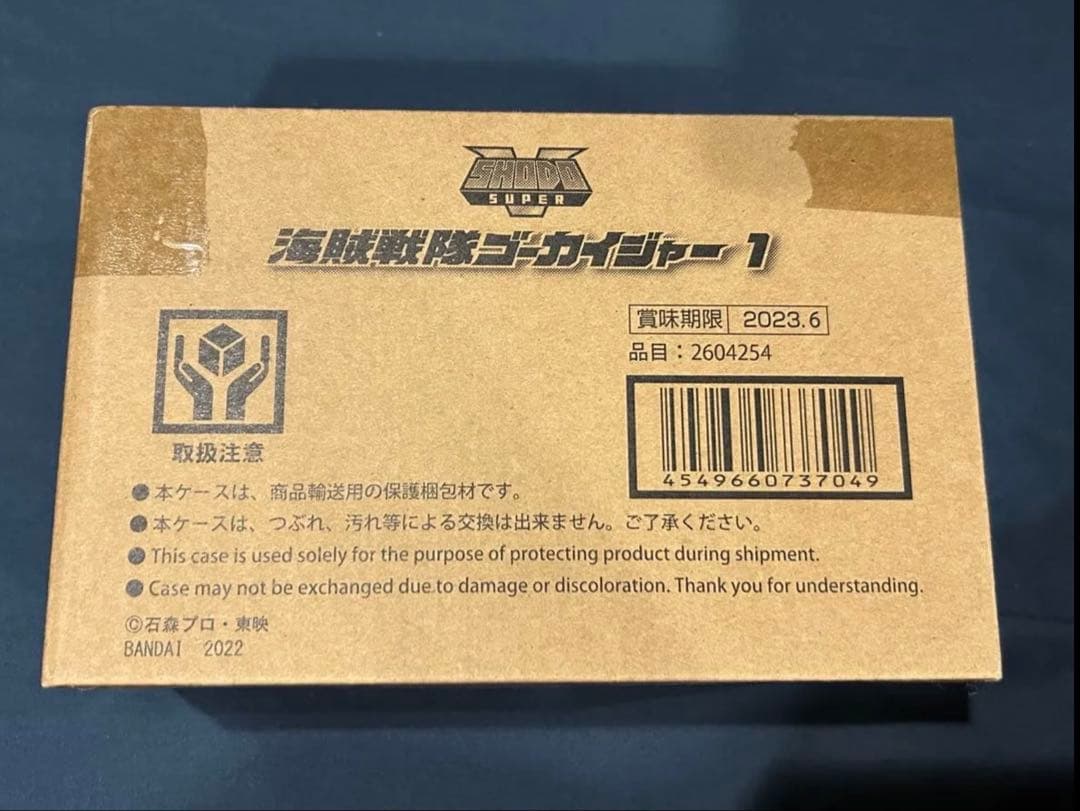 SHODO
SUPER
海賊戦隊ゴーカイジャー 1
賞味期限 2023.6
品目：2604254
4549660737049
取扱注意
●本ケースは、商品輸送用の保護梱包材です。
●本ケースは、つぶれ、汚れ等による交換は出来ません。ご了承ください。
●This case is used solely for the purpose of protecting product during shipment.
●Case may not be exchanged due to damage or discoloration. Thank you for understanding.
©石森プロ・東映
BANDAI 2022